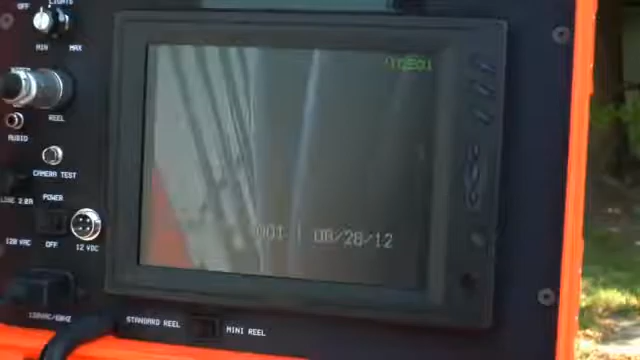 OFF
LIGHTS
MIN
MAX
REEL
AUDIO
CAMERA TEST
POWER
OFF
12 VDC
STANDARD REEL
MINI REEL
001
08/28/12